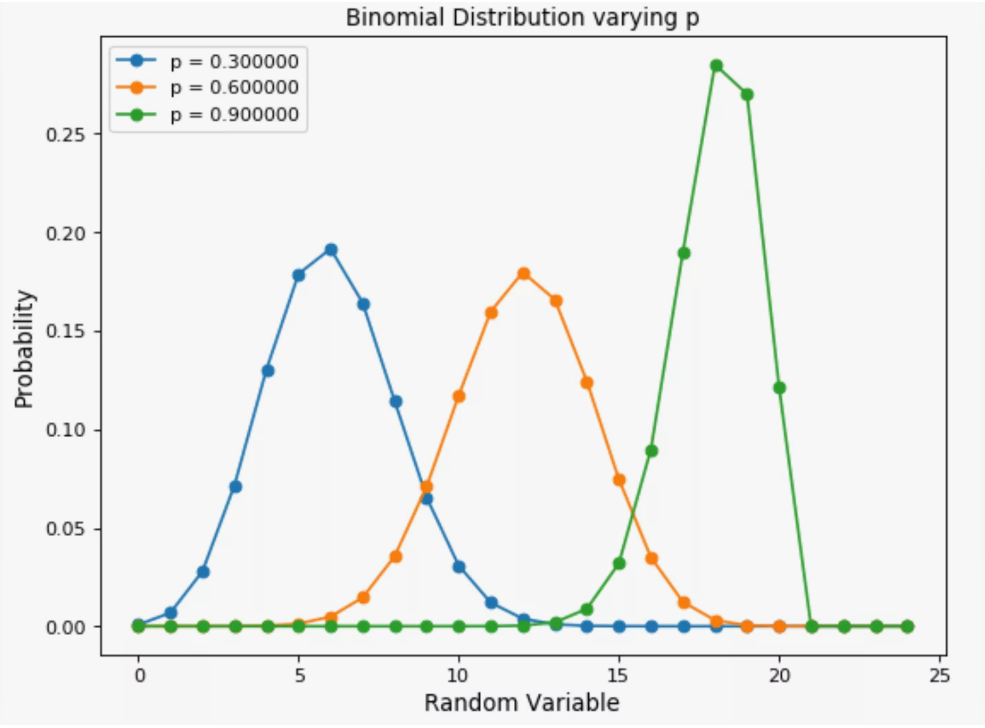 Binomial Distribution varying p
p = 0.300000
p = 0.600000
p = 0.900000
Probability
0.25
0.20
0.15
0.10
0.05
0.00
0 5 10 15 20 25
Random Variable